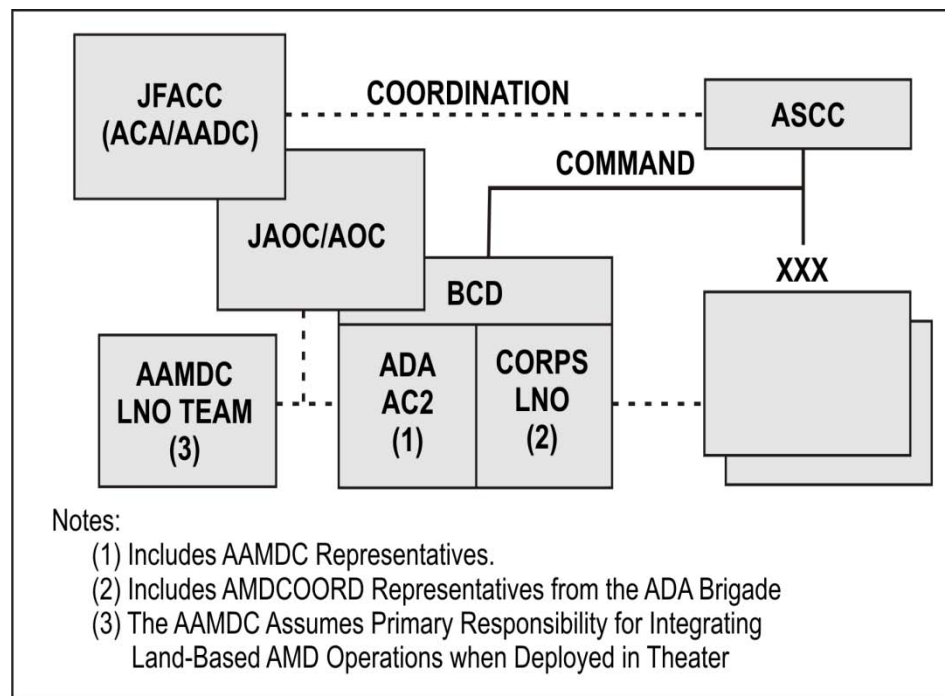 JFACC
(ACA/AADC)
COORDINATION
ASCC
COMMAND
JAOC/AOC
XXX
BCD
AAMDC
LNO TEAM
(3)
ADA
AC2
(1)
CORPS
LNO
(2)
Notes:
(1) Includes AAMDC Representatives.
(2) Includes AMDCOORD Representatives from the ADA Brigade
(3) The AAMDC Assumes Primary Responsibility for Integrating
Land-Based AMD Operations when Deployed in Theater